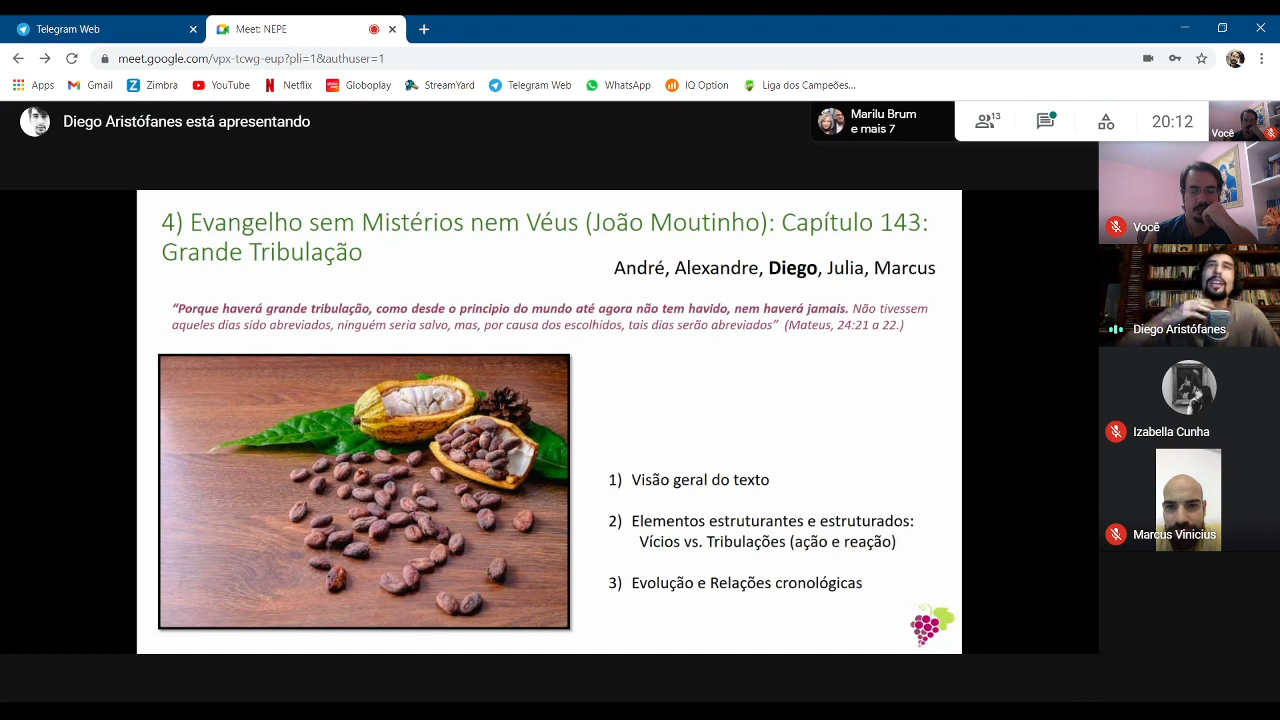 Telegram Web
Meet: NEPE
meet.google.com/vpx-tcwg-eup?pli=1&authuser=1
Apps
Gmail
Zimbra
YouTube
Netflix
Globoplay
StreamYard
Telegram Web
WhatsApp
IQ Option
Liga dos Campeões...
Diego Aristófanes está apresentando
Marilu Brum
e mais 7
13
20:12
Você
4) Evangelho sem Mistérios nem Véus (João Moutinho): Capítulo 143:
Grande Tribulação
André, Alexandre, Diego, Julia, Marcus
“Porque haverá grande tribulação, como desde o principio do mundo até agora não tem havido, nem haverá jamais. Não tivessem
aqueles dias sido abreviados, ninguém seria salvo, mas, por causa dos escolhidos, tais dias serão abreviados” (Mateus, 24:21 a 22.)
1) Visão geral do texto
2) Elementos estruturantes e estruturados:
Vícios vs. Tribulações (ação e reação)
3) Evolução e Relações cronológicas
Você
Diego Aristófanes
Izabella Cunha
Marcus Vinicius